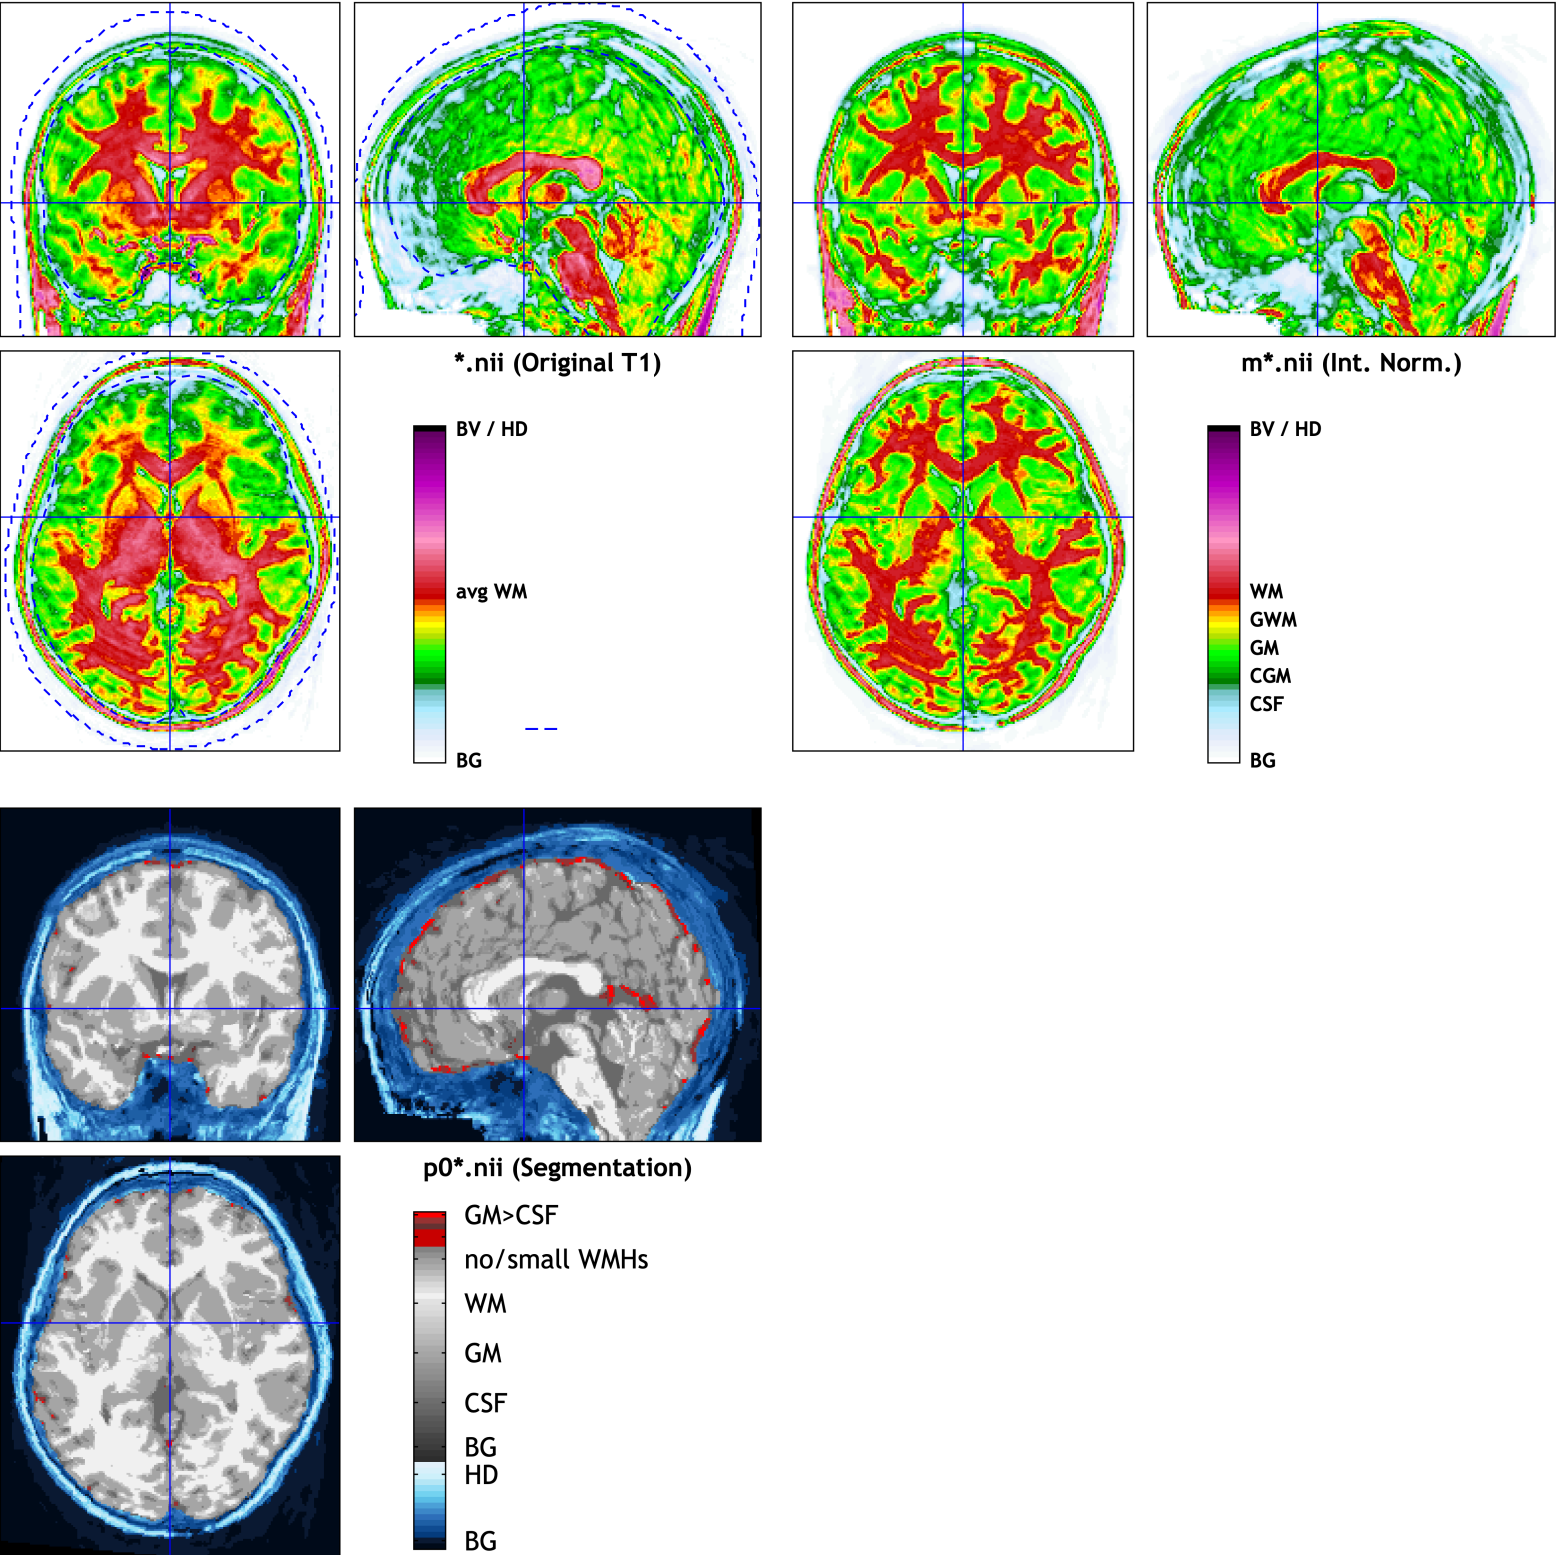 *.nii (Original T1)
BV / HD
avg WM
BG
m*.nii (Int. Norm.)
BV / HD
WM
GWM
GM
CGM
CSF
BG
p0*.nii (Segmentation)
GM>CSF
no/small WMHs
WM
GM
CSF
BG
HD
BG